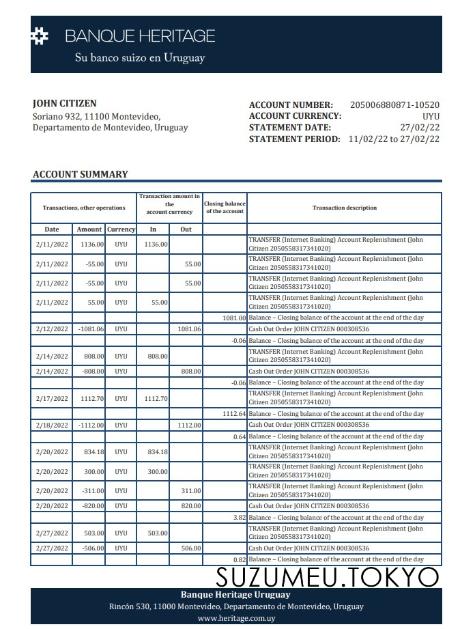 BANQUE HERITAGE
Su banco suizo en Uruguay
JOHN CITIZEN
Soriano 932, 11100 Montevideo,
Departamento de Montevideo, Uruguay
ACCOUNT NUMBER: 205006880871-10520
ACCOUNT CURRENCY: UYU
STATEMENT DATE: 27/02/22
STATEMENT PERIOD: 11/02/22 to 27/02/22
ACCOUNT SUMMARY
Transactions, other operations
Transaction amount in
the
account currency
Closing balance
of the account
Transaction description
Date Amount Currency In Out
2/11/2022 1136.00 UYU 1136.00 TRANSFER (Internet Banking) Account Replenishment (John
Citizen 2050558317341020)
2/11/2022 -55.00 UYU 55.00 TRANSFER (Internet Banking) Account Replenishment (John
Citizen 2050558317341020)
2/11/2022 -55.00 UYU 55.00 TRANSFER (Internet Banking) Account Replenishment (John
Citizen 2050558317341020)
2/11/2022 55.00 UYU 55.00 TRANSFER (Internet Banking) Account Replenishment (John
Citizen 2050558317341020)
1081.00 Balance – Closing balance of the account at the end of the day
2/12/2022 -1081.06 UYU 1081.06 Cash Out Order JOHN CITIZEN 000308536
-0.06 Balance – Closing balance of the account at the end of the day
2/14/2022 808.00 UYU 808.00 TRANSFER (Internet Banking) Account Replenishment (John
Citizen 2050558317341020)
2/14/2022 -808.00 UYU 808.00 Cash Out Order JOHN CITIZEN 000308536
-0.06 Balance – Closing balance of the account at the end of the day
2/17/2022 1112.70 UYU 1112.70 TRANSFER (Internet Banking) Account Replenishment (John
Citizen 2050558317341020)
1112.64 Balance – Closing balance of the account at the end of the day
2/18/2022 -1112.00 UYU 1112.00 Cash Out Order JOHN CITIZEN 000308536
0.64 Balance – Closing balance of the account at the end of the day
2/20/2022 834.18 UYU 834.18 TRANSFER (Internet Banking) Account Replenishment (John
Citizen 2050558317341020)
2/20/2022 300.00 UYU 300.00 TRANSFER (Internet Banking) Account Replenishment (John
Citizen 2050558317341020)
2/20/2022 -311.00 UYU 311.00 TRANSFER (Internet Banking) Account Replenishment (John
Citizen 2050558317341020)
2/20/2022 -820.00 UYU 820.00 Cash Out Order JOHN CITIZEN 000308536
3.82 Balance – Closing balance of the account at the end of the day
2/27/2022 503.00 UYU 503.00 TRANSFER (Internet Banking) Account Replenishment (John
Citizen 2050558317341020)
2/27/2022 -506.00 UYU 506.00 Cash Out Order JOHN CITIZEN 000308536
0.82 Balance – Closing balance of the account at the end of the day
SUZUMEU.TOKYO
Banque Heritage Uruguay
Rincón 530, 11000 Montevideo, Departamento de Montevideo, Uruguay
www.heritage.com.uy